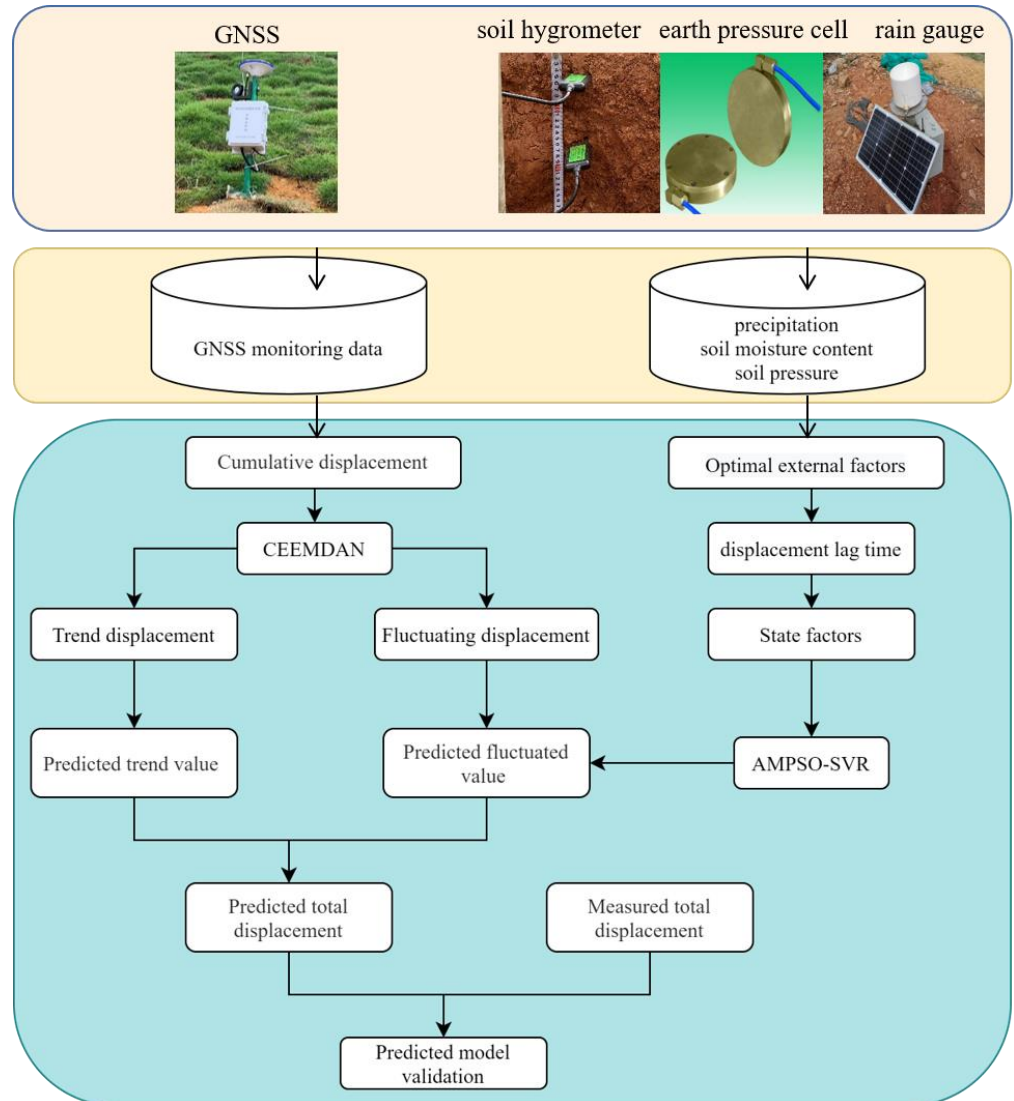 GNSS
soil hygrometer
earth pressure cell
rain gauge
GNSS monitoring data
precipitation
soil moisture content
soil pressure
Cumulative displacement
Optimal external factors
CEEMDAN
displacement lag time
Trend displacement
Fluctuating displacement
State factors
Predicted trend value
Predicted fluctuated
value
AMPSO-SVR
Predicted total
displacement
Measured total
displacement
Predicted model
validation